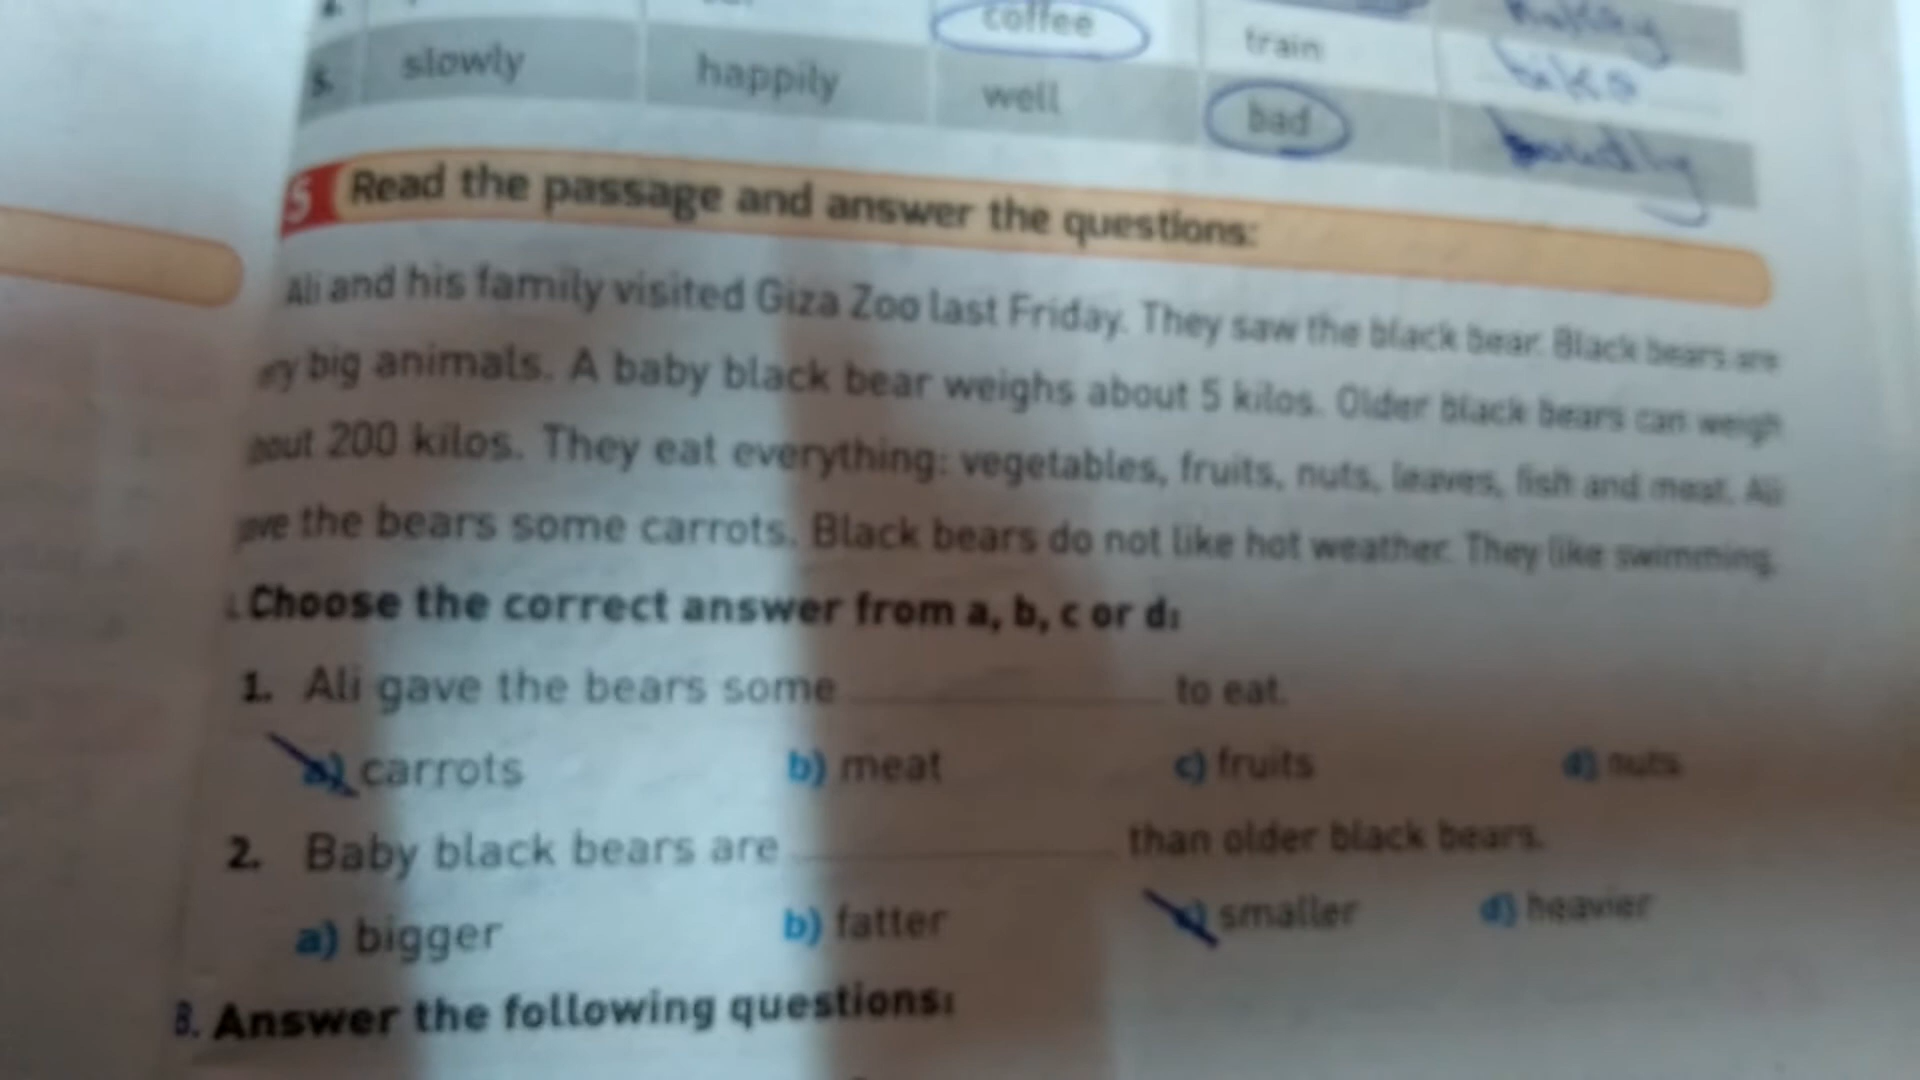 coffee
train
5. slowly happily well bad
5 Read the passage and answer the questions:
Ali and his family visited Giza Zoo last Friday. They saw the black bear. Black bears are
ry big animals. A baby black bear weighs about 5 kilos. Older black bears can weigh
out 200 kilos. They eat everything: vegetables, fruits, nuts, leaves, fish and meat. Ali
ave the bears some carrots. Black bears do not like hot weather. They like swimming.
Choose the correct answer from a, b, c or d:
1. Ali gave the bears some to eat.
a) carrots b) meat c) fruits d) nuts
2. Baby black bears are than older black bears.
a) bigger b) fatter c) smaller d) heavier
B. Answer the following questions: